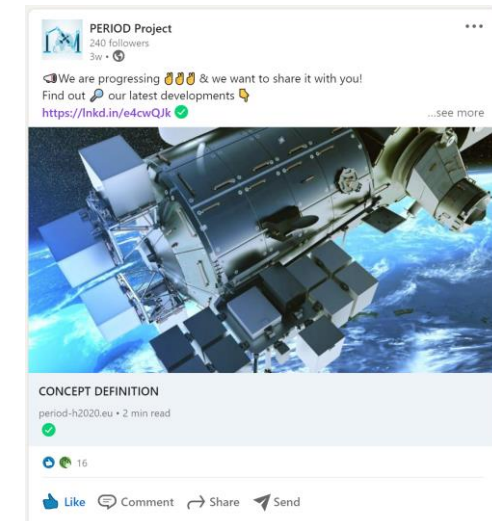 PERIOD Project
240 followers
3w •
We are progressing ✌✌✌ & we want to share it with you!
Find out 🔎 our latest developments 👇
https://lnkd.in/e4cwQJk ✅ ...see more
CONCEPT DEFINITION
period-h2020.eu • 2 min read
16
Like Comment Share Send